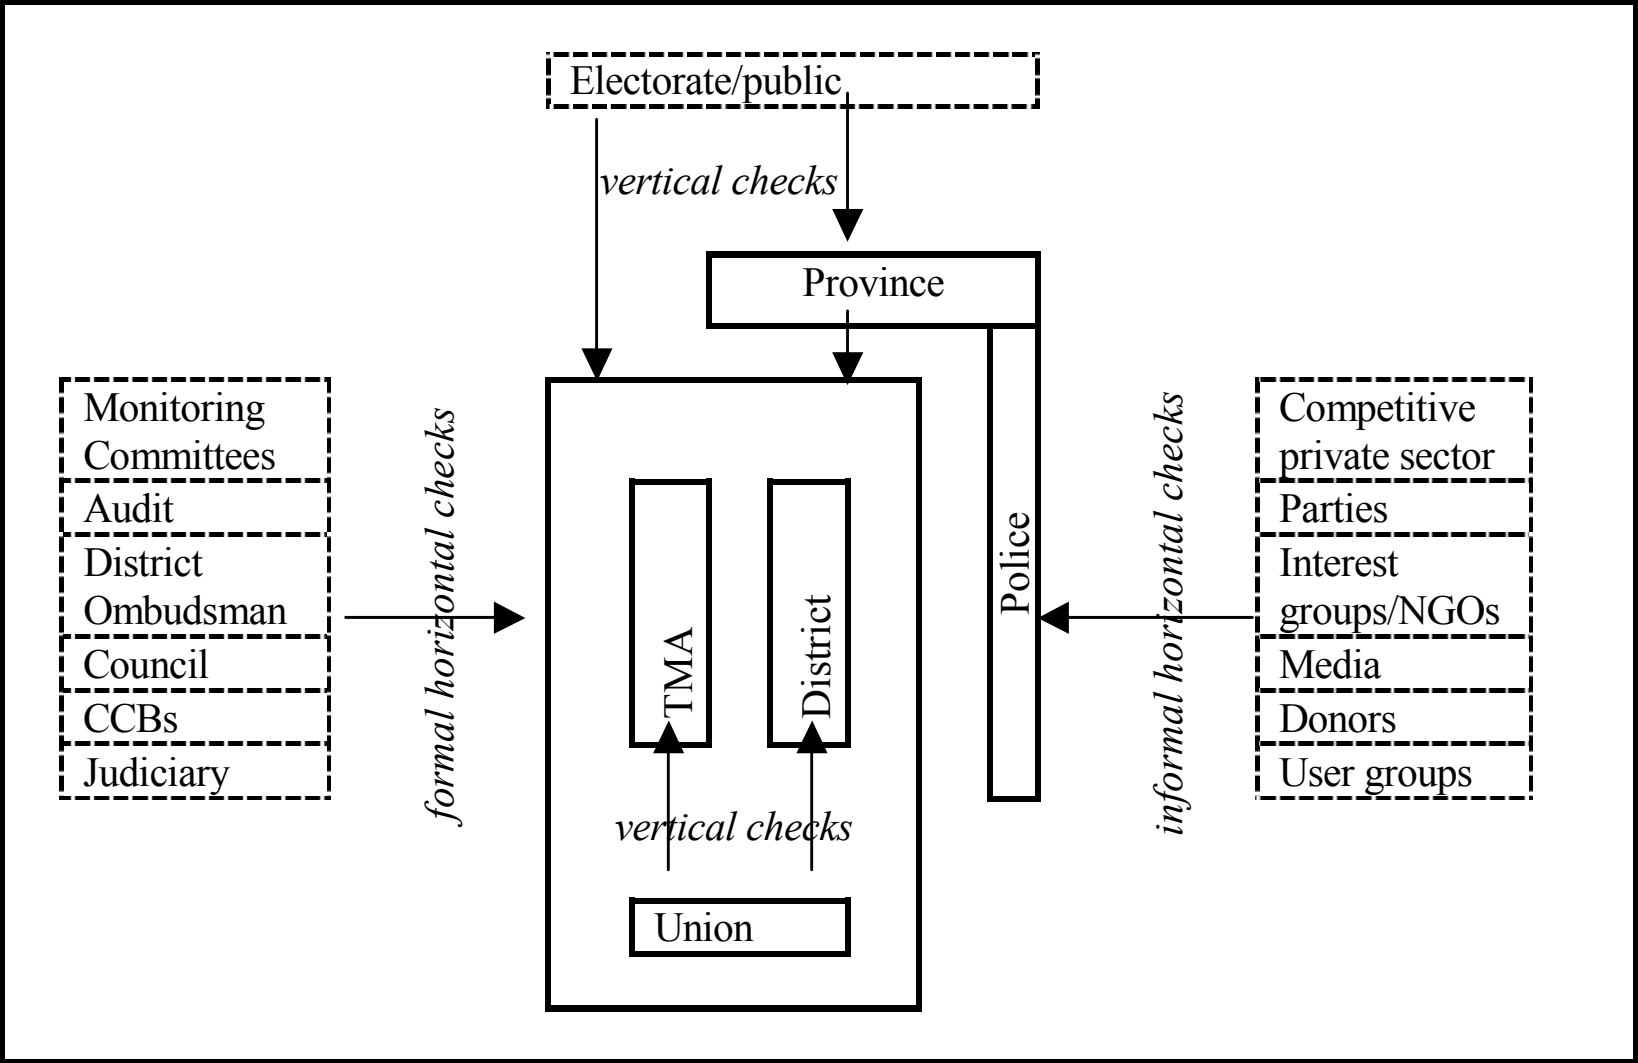 Electorate/public
vertical checks
Province
Monitoring
Committees
Audit
District
Ombudsman
Council
CCBs
Judiciary
formal horizontal checks
TMA
District
vertical checks
Union
Police
informal horizontal checks
Competitive
private sector
Parties
Interest
groups/NGOs
Media
Donors
User groups